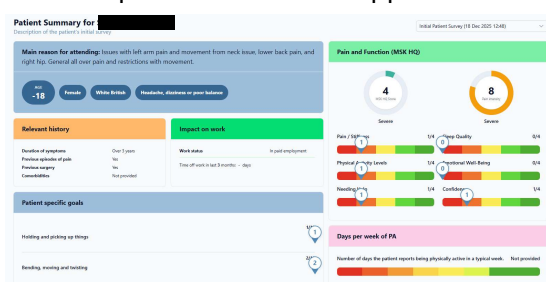 Patient Summary for
Description of the patient's initial survey
Initial Patient Survey (18 Dec 2025 12:40)
Main reason for attending: Issues with left arm pain and movement from neck issue, lower back pain, and right hip. General all over pain and restrictions with movement.
-18
Female
White British
Headache, dizziness or poor balance
Pain and Function (MSK HQ)
4
Severe
8
Severe
Relevant history
Duration of symptoms Over 3 years
Previous episodes of pain Yes
Previous surgery Yes
Comorbidities Not provided
Impact on work
Work status In paid employment
Time off work in last 3 months: - days
Pain / Stiffness 1/4
1
Sleep Quality 0/4
0
Physical Activity Levels 1/4
1
Emotional Well-Being 0/4
0
Needing Help 1/4
1
Confidence 1/4
1
Patient specific goals
Holding and picking up things
1
Bending, moving and twisting
2
Days per week of PA
Number of days the patient reports being physically active in a typical week. Not provided